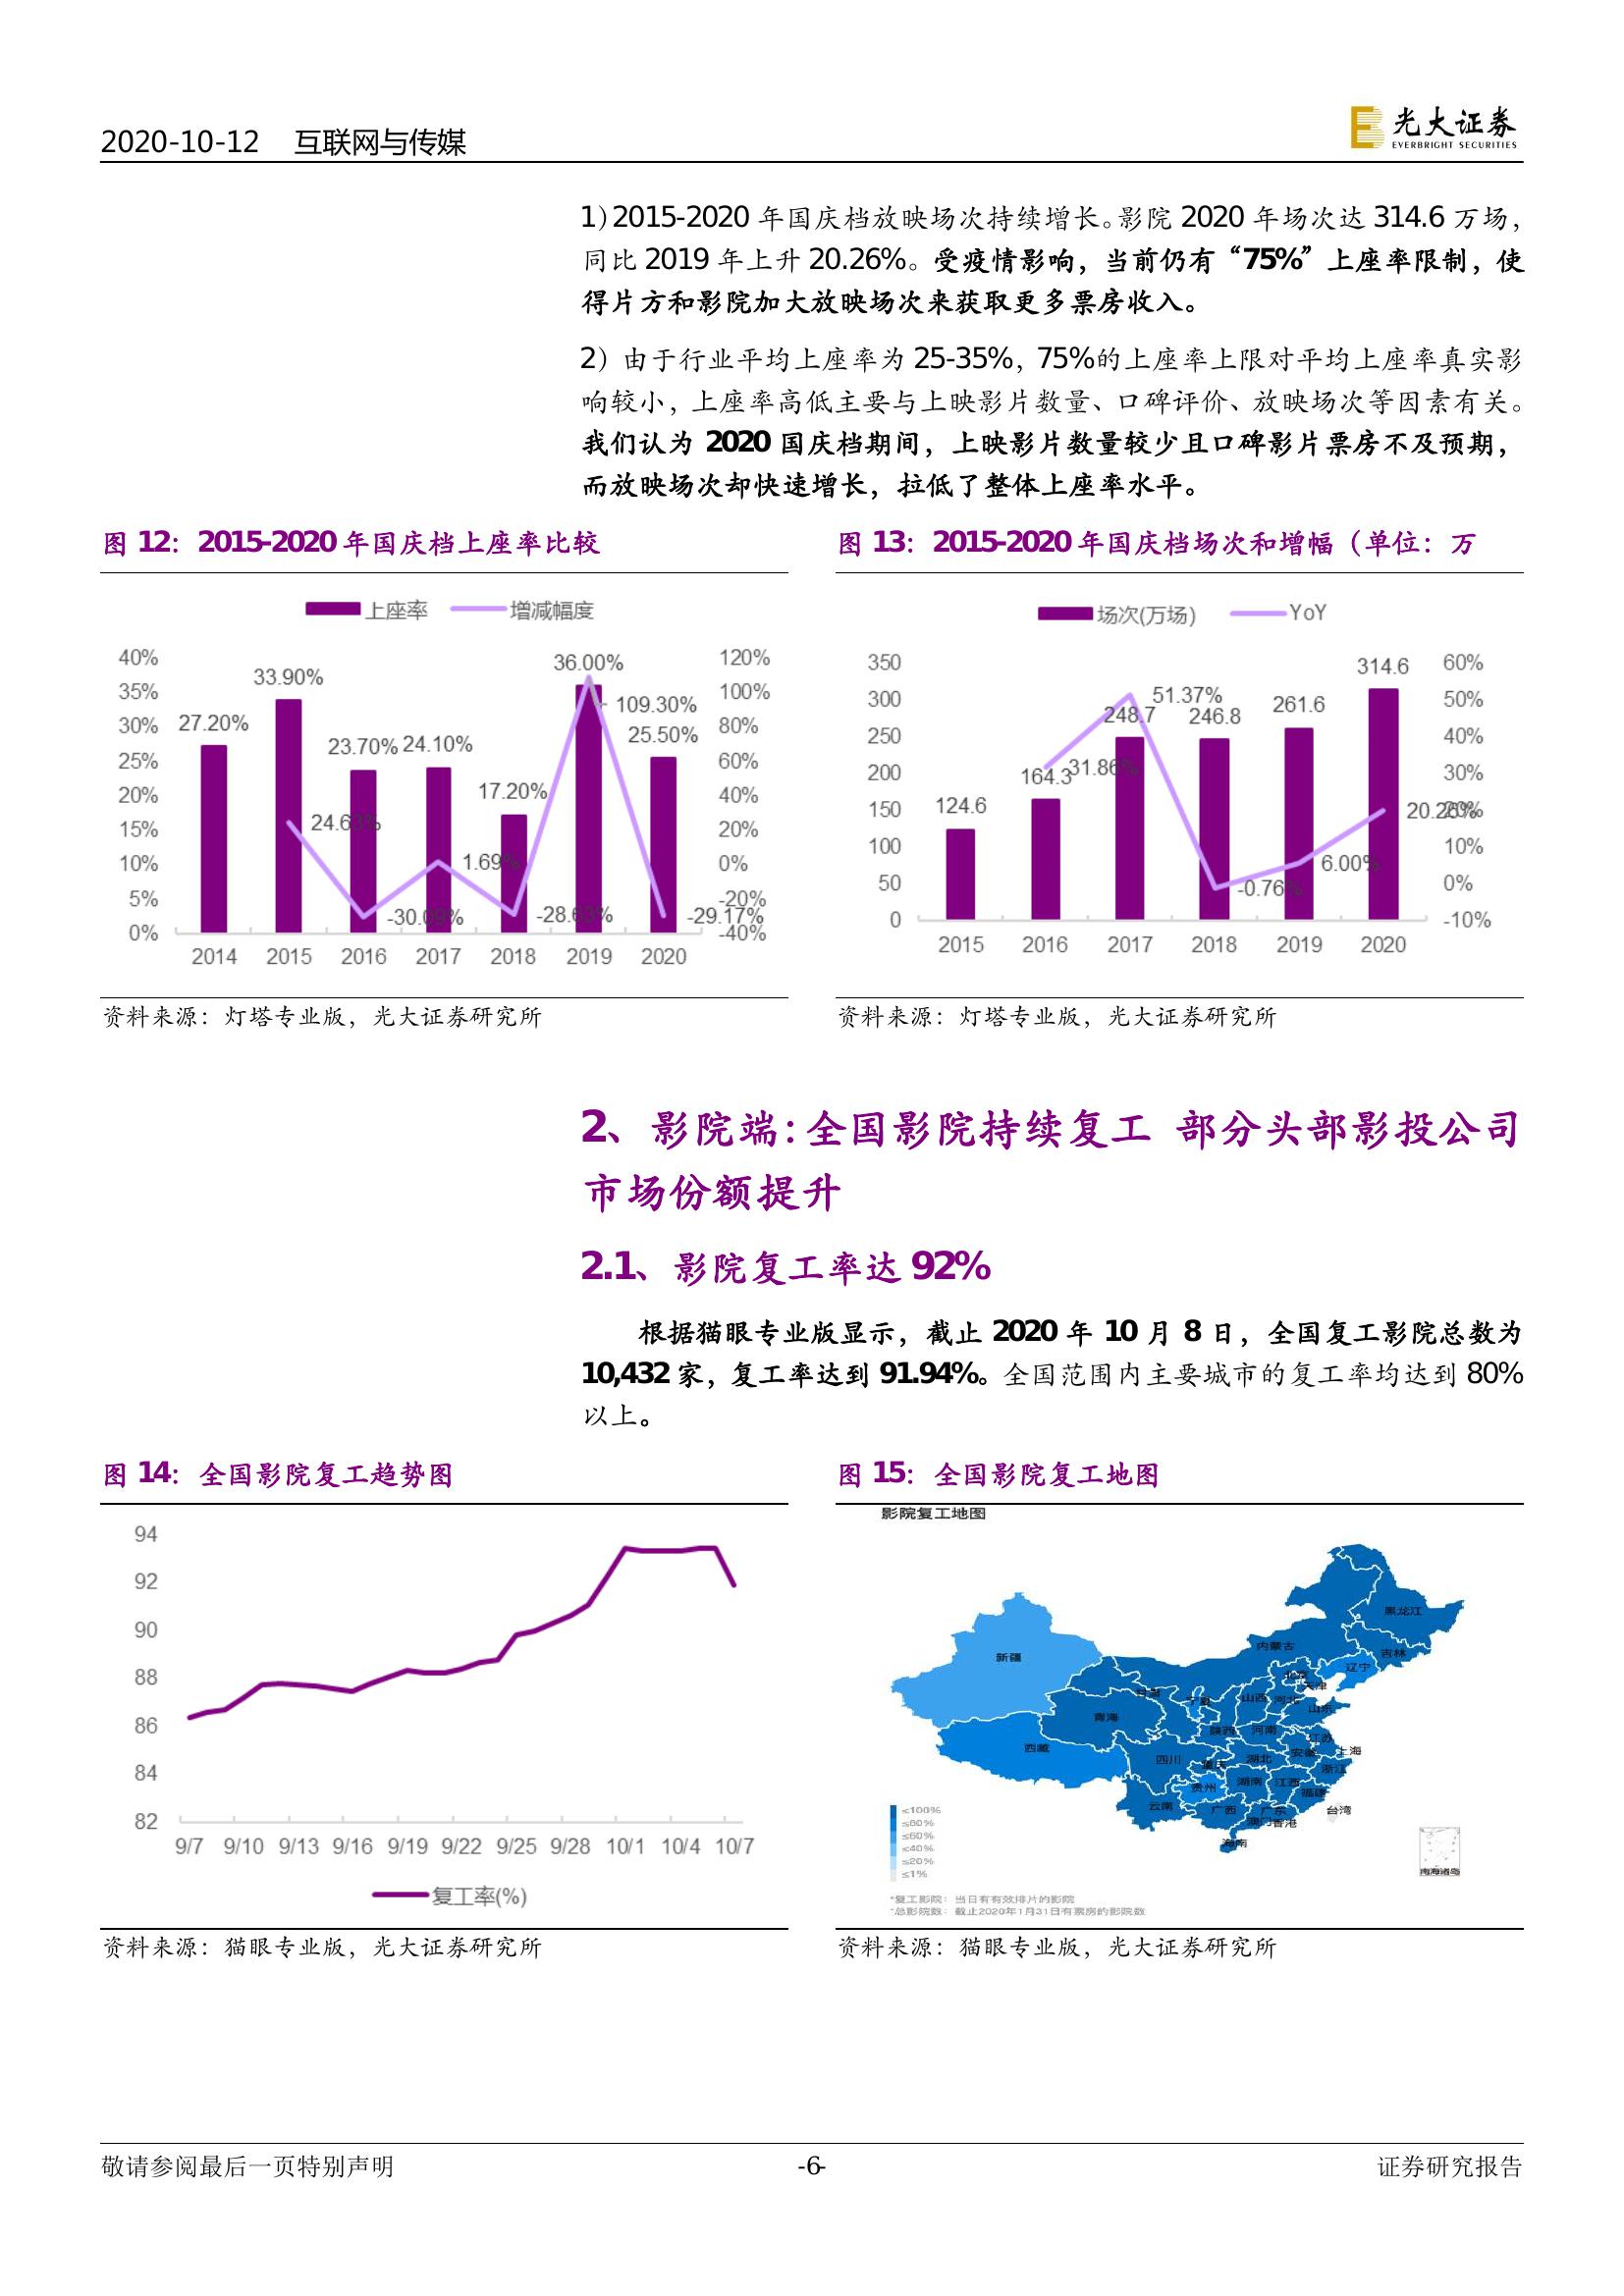 2020-10-12 互联网与传媒
光大证券
EVERBRIGHT SECURITIES
1)2015-2020 年国庆档放映场次持续增长。影院 2020 年场次达 314.6 万场，
同比 2019 年上升 20.26%。受疫情影响，当前仍有“75%”上座率限制，使
得片方和影院加大放映场次来获取更多票房收入。
2）由于行业平均上座率为 25-35%，75%的上座率上限对平均上座率真实影
响较小，上座率高低主要与上映影片数量、口碑评价、放映场次等因素有关。
我们认为 2020 国庆档期间，上映影片数量较少且口碑影片票房不及预期，
而放映场次却快速增长，拉低了整体上座率水平。
图 12：2015-2020 年国庆档上座率比较
上座率 增减幅度
40%
35%
30%
25%
20%
15%
10%
5%
0%
27.20%
33.90%
23.70%
24.10%
17.20%
36.00%
25.50%
24.63%
1.69%
109.30%
-29.17%
120%
100%
80%
60%
40%
20%
0%
-20%
-40%
2014 2015 2016 2017 2018 2019 2020
资料来源：灯塔专业版，光大证券研究所
图 13：2015-2020 年国庆档场次和增幅（单位：万
场次(万场) YoY
350
300
250
200
150
100
50
0
124.6
164.3
248.7
246.8
261.6
314.6
31.86%
51.37%
-0.76%
6.00%
20.26%
60%
50%
40%
30%
20%
10%
0%
-10%
2015 2016 2017 2018 2019 2020
资料来源：灯塔专业版，光大证券研究所
2、影院端:全国影院持续复工 部分头部影投公司
市场份额提升
2.1、影院复工率达 92%
根据猫眼专业版显示，截止 2020 年 10 月 8 日，全国复工影院总数为
10,432 家，复工率达到 91.94%。全国范围内主要城市的复工率均达到 80%
以上。
图 14：全国影院复工趋势图
94
92
90
88
86
84
82
9/7 9/10 9/13 9/16 9/19 9/22 9/25 9/28 10/1 10/4 10/7
复工率(%)
资料来源：猫眼专业版，光大证券研究所
图 15：全国影院复工地图
影院复工地图
黑龙江
内蒙古
吉林
新疆
辽宁
北京
天津
甘肃
宁夏
山西
河北
山东
青海
陕西
河南
江苏
西藏
四川
重庆
湖北
安徽
上海
浙江
贵州
湖南
江西
福建
云南
广西
广东
台湾
澳门
香港
海南
南海诸岛
≤100%
≤80%
≤60%
≤40%
≤20%
≤1%
*复工影院：当日有有效排片的影院
*总影院数：截止2020年1月31日有票房的影院数
资料来源：猫眼专业版，光大证券研究所
敬请参阅最后一页特别声明
-6-
证券研究报告